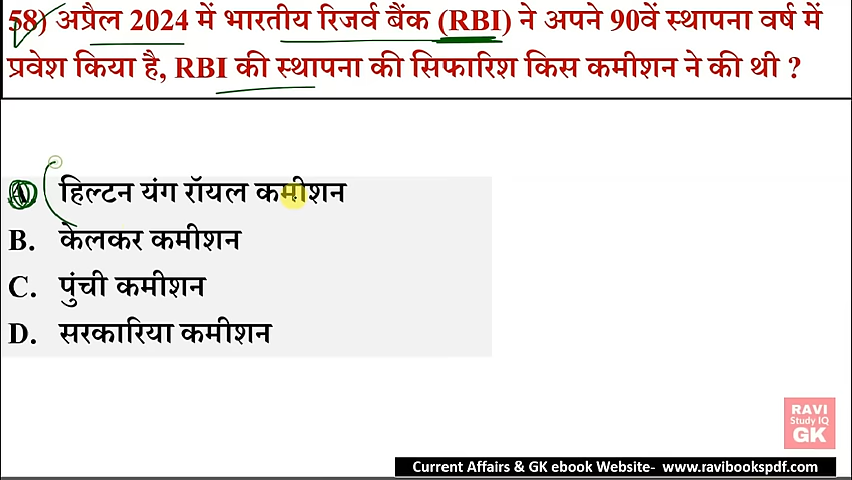 58) अप्रैल 2024 में भारतीय रिजर्व बैंक (RBI) ने अपने 90वें स्थापना वर्ष में
प्रवेश किया है, RBI की स्थापना की सिफारिश किस कमीशन ने की थी ?
A. हिल्टन यंग रॉयल कमीशन
B. केलकर कमीशन
C. पुंची कमीशन
D. सरकारिया कमीशन
RAVI
Study IQ
GK
Current Affairs & GK ebook Website- www.ravibookspdf.com